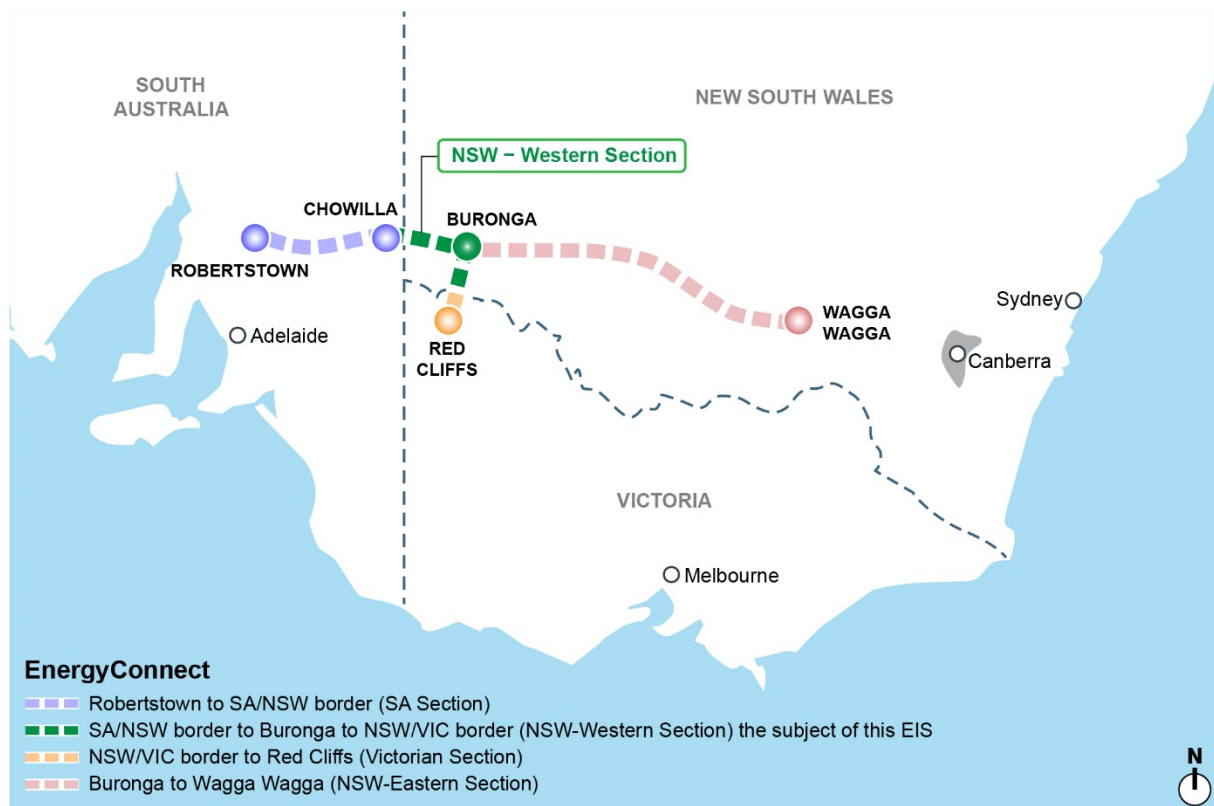 SOUTH
AUSTRALIA
NEW SOUTH WALES
NSW – Western Section
CHOWILLA
BURONGA
ROBERTSTOWN
Adelaide
RED
CLIFFS
WAGGA
WAGGA
Sydney
Canberra
VICTORIA
Melbourne
EnergyConnect
Robertstown to SA/NSW border (SA Section)
SA/NSW border to Buronga to NSW/VIC border (NSW-Western Section) the subject of this EIS
NSW/VIC border to Red Cliffs (Victorian Section)
Buronga to Wagga Wagga (NSW-Eastern Section)
N